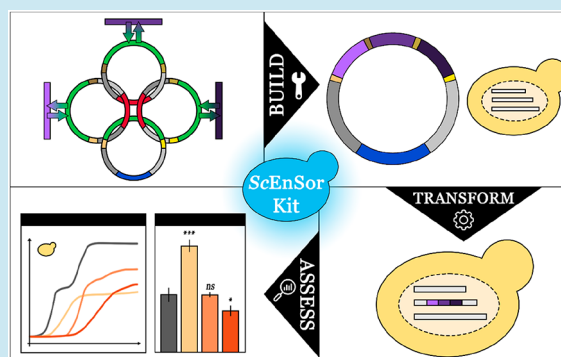 BUILD
ScEnSor
Kit
TRANSFORM
ASSESS
***
ns
*